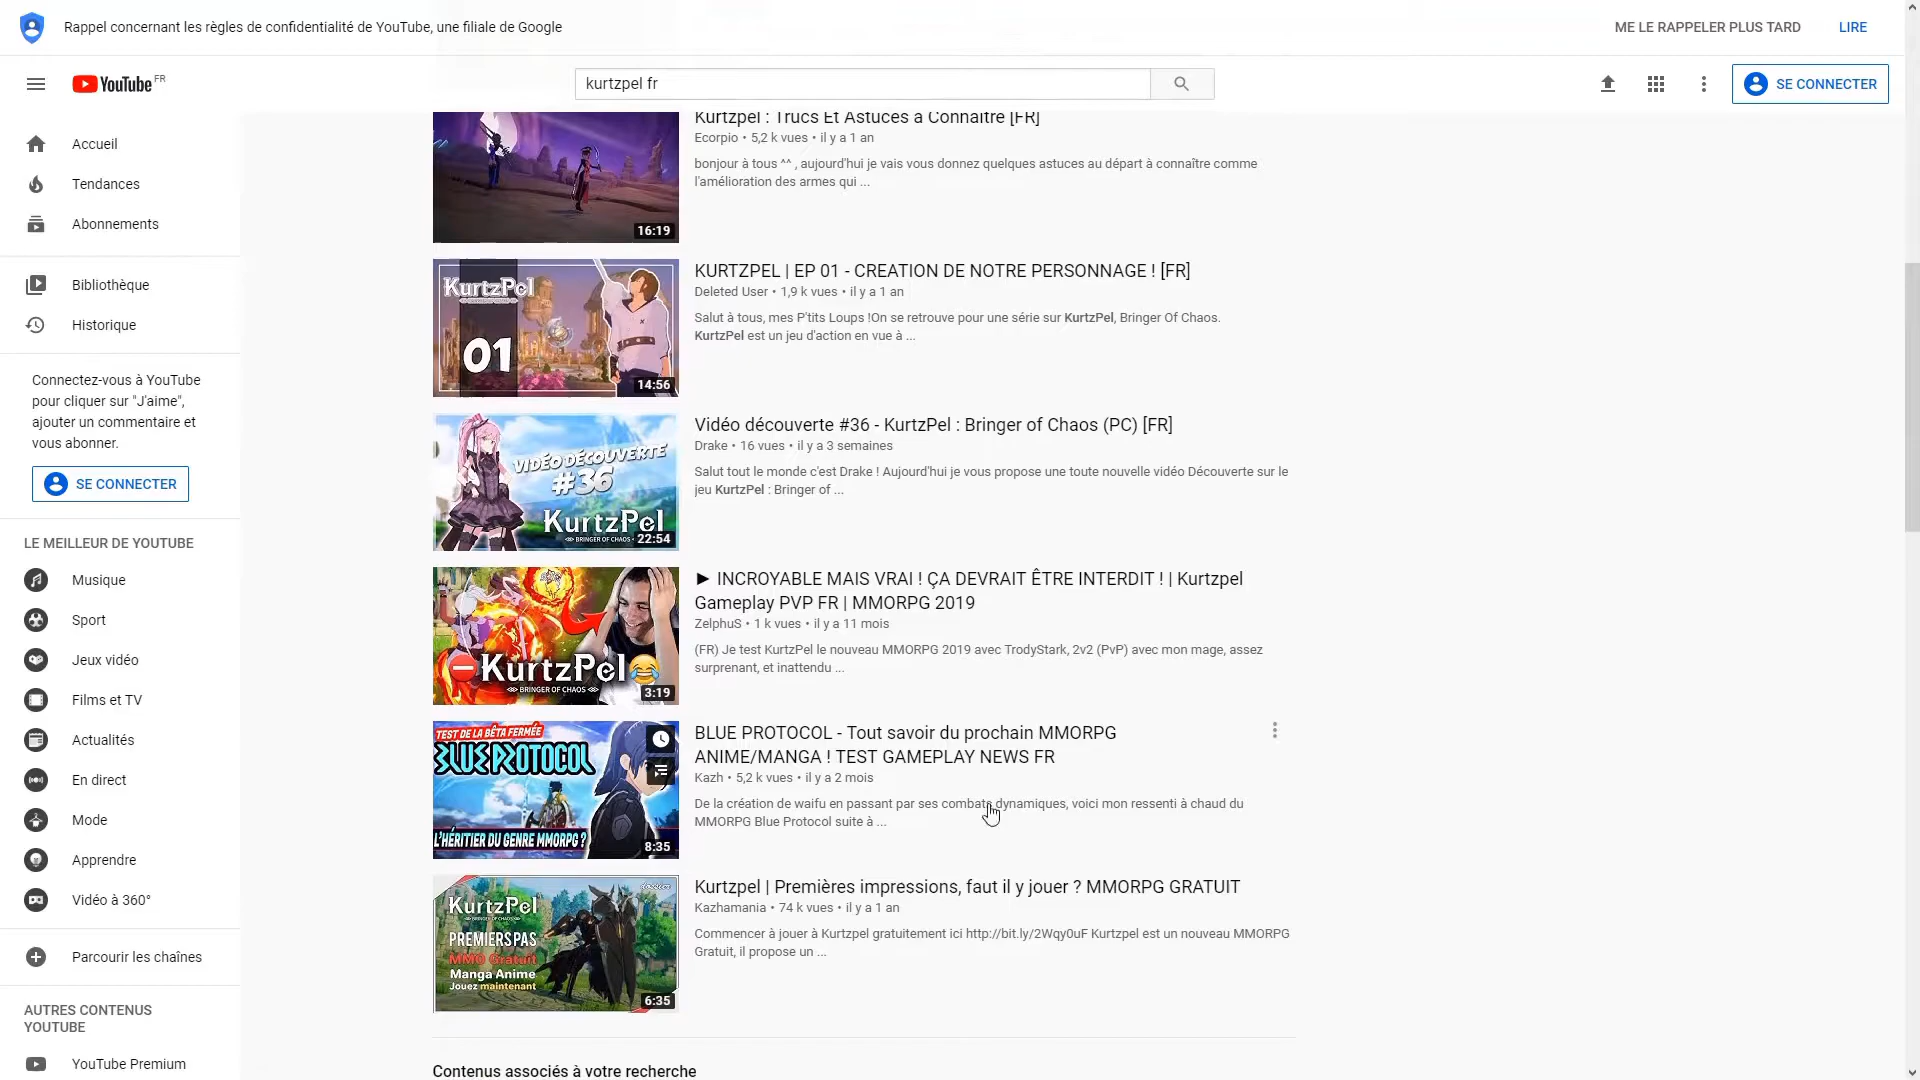 Rappel concernant les règles de confidentialité de YouTube, une filiale de Google
ME LE RAPPELER PLUS TARD
LIRE
YouTube FR
kurtzpel fr
SE CONNECTER
Accueil
Tendances
Abonnements
Bibliothèque
Historique
Connectez-vous à YouTube
pour cliquer sur "J'aime",
ajouter un commentaire et
vous abonner.
SE CONNECTER
LE MEILLEUR DE YOUTUBE
Musique
Sport
Jeux vidéo
Films et TV
Actualités
En direct
Mode
Apprendre
Vidéo à 360°
Parcourir les chaînes
AUTRES CONTENUS
YOUTUBE
YouTube Premium
16:19
Kurtzpel : Trucs Et Astuces à Connaître [FR]
Ecorpio • 5,2 k vues • il y a 1 an
bonjour à tous ^^ , aujourd'hui je vais vous donnez quelques astuces au départ à connaître comme
l'amélioration des armes qui ...
KurtzPel
01
14:56
KURTZPEL | EP 01 - CREATION DE NOTRE PERSONNAGE ! [FR]
Deleted User • 1,9 k vues • il y a 1 an
Salut à tous, mes P'tits Loups !On se retrouve pour une série sur KurtzPel, Bringer Of Chaos.
KurtzPel est un jeu d'action en vue à ...
VIDÉO DÉCOUVERTE
#36
KurtzPel
BRINGER OF CHAOS
22:54
Vidéo découverte #36 - KurtzPel : Bringer of Chaos (PC) [FR]
Drake • 16 vues • il y a 3 semaines
Salut tout le monde c'est Drake ! Aujourd'hui je vous propose une toute nouvelle vidéo Découverte sur le
jeu KurtzPel : Bringer of ...
KurtzPel
BRINGER OF CHAOS
3:19
► INCROYABLE MAIS VRAI ! ÇA DEVRAIT ÊTRE INTERDIT ! | Kurtzpel
Gameplay PVP FR | MMORPG 2019
ZelphuS • 1 k vues • il y a 11 mois
(FR) Je test KurtzPel le nouveau MMORPG 2019 avec TrodyStark, 2v2 (PvP) avec mon mage, assez
surprenant, et inattendu ...
TEST DE LA BÊTA FERMÉE
BLUE PROTOCOL
L'HÉRITIER DU GENRE MMORPG ?
8:35
BLUE PROTOCOL - Tout savoir du prochain MMORPG
ANIME/MANGA ! TEST GAMEPLAY NEWS FR
Kazh • 5,2 k vues • il y a 2 mois
De la création de waifu en passant par ses combats dynamiques, voici mon ressenti à chaud du
MMORPG Blue Protocol suite à ...
KurtzPel
PREMIERS PAS
MMO Gratuit
Manga Anime
Jouez maintenant
6:35
Kurtzpel | Premières impressions, faut il y jouer ? MMORPG GRATUIT
Kazhamania • 74 k vues • il y a 1 an
Commencer à jouer à Kurtzpel gratuitement ici http://bit.ly/2Wqy0uF Kurtzpel est un nouveau MMORPG
Gratuit, il propose un ...
Contenus associés à votre recherche